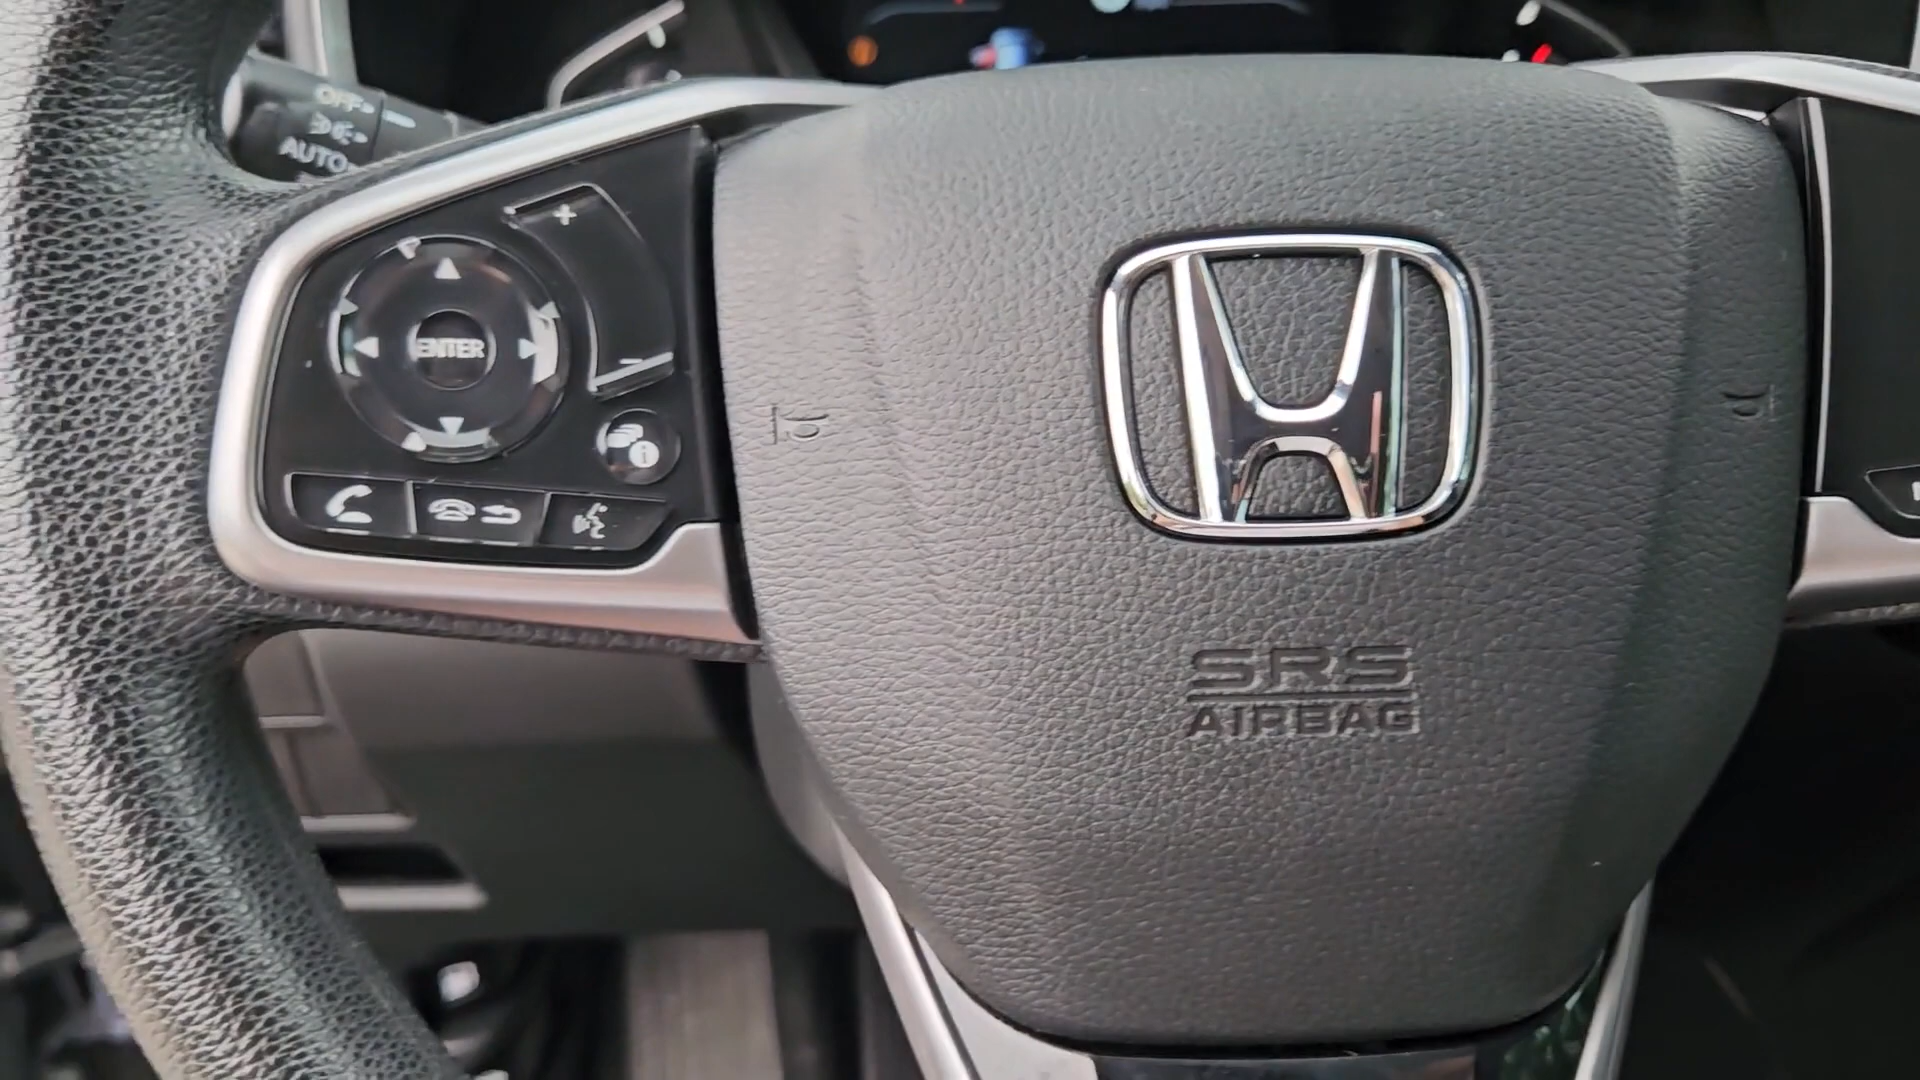 OFF
AUTO
+
ENTER
-
i
SRS
AIRBAG